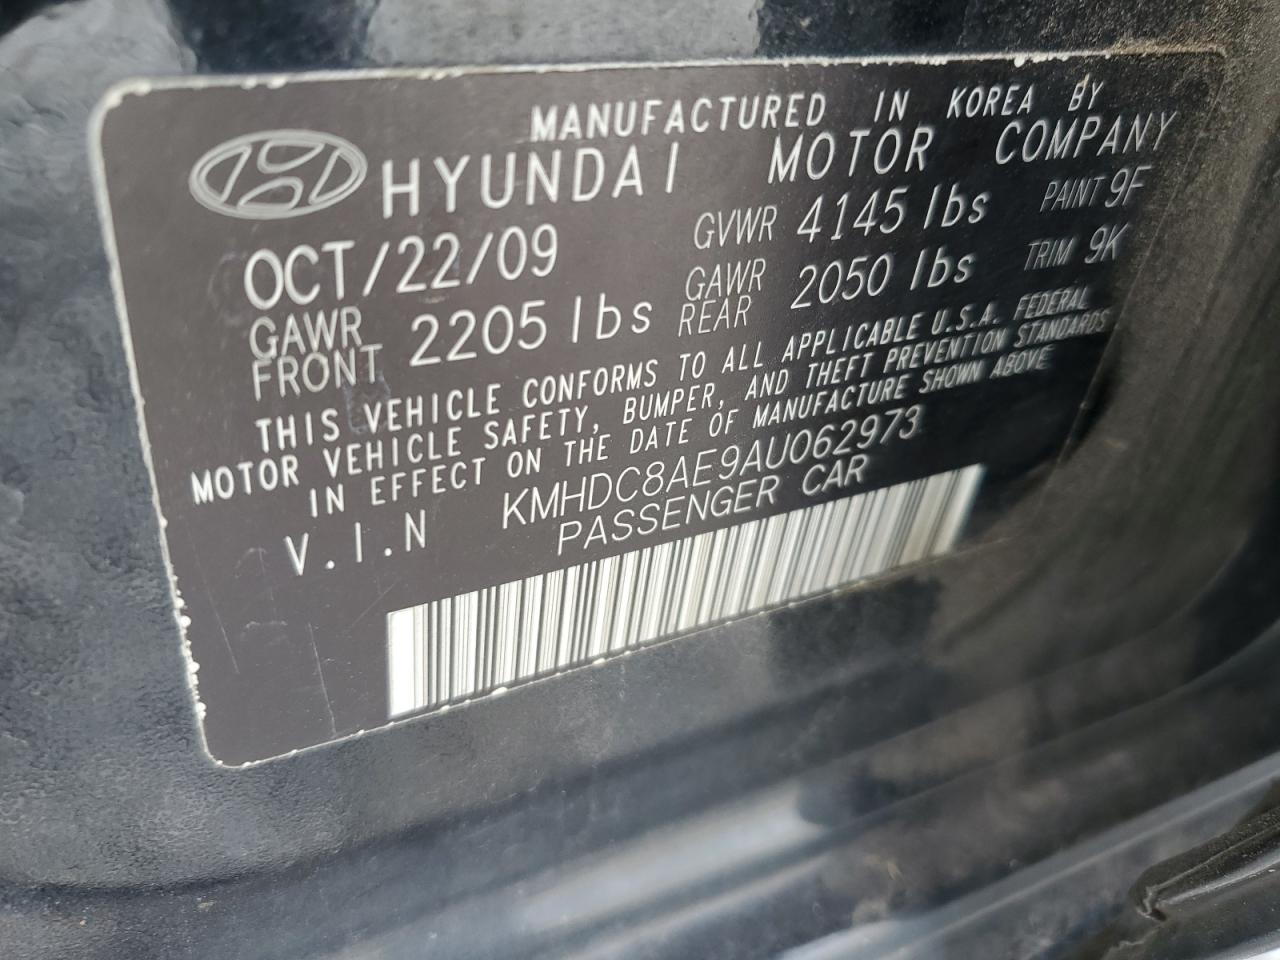 MANUFACTURED IN KOREA BY
HYUNDAI MOTOR COMPANY
OCT/22/09 GVWR 4145 lbs PAINT 9F
GAWR FRONT 2205 lbs GAWR REAR 2050 lbs TRIM 9K
THIS VEHICLE CONFORMS TO ALL APPLICABLE U.S.A. FEDERAL
MOTOR VEHICLE SAFETY, BUMPER, AND THEFT PREVENTION STANDARDS
IN EFFECT ON THE DATE OF MANUFACTURE SHOWN ABOVE
V.I.N KMHDC8AE9AU062973
PASSENGER CAR